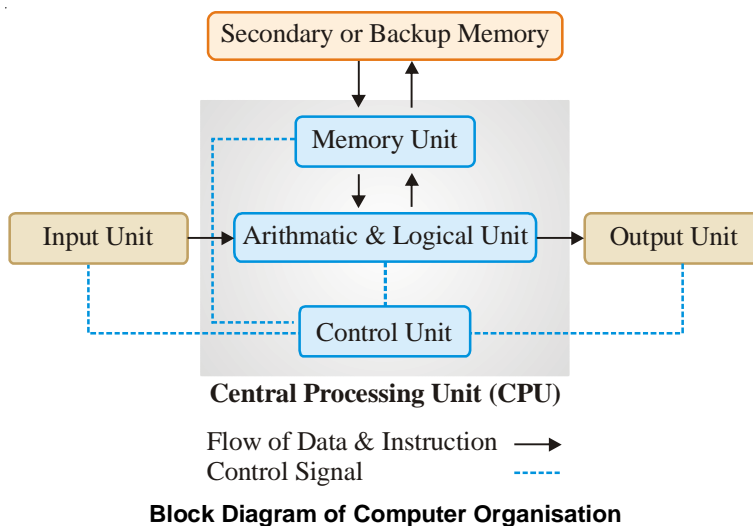 Secondary or Backup Memory
Memory Unit
Input Unit
Arithmatic & Logical Unit
Output Unit
Control Unit
Central Processing Unit (CPU)
Flow of Data & Instruction
Control Signal
Block Diagram of Computer Organisation